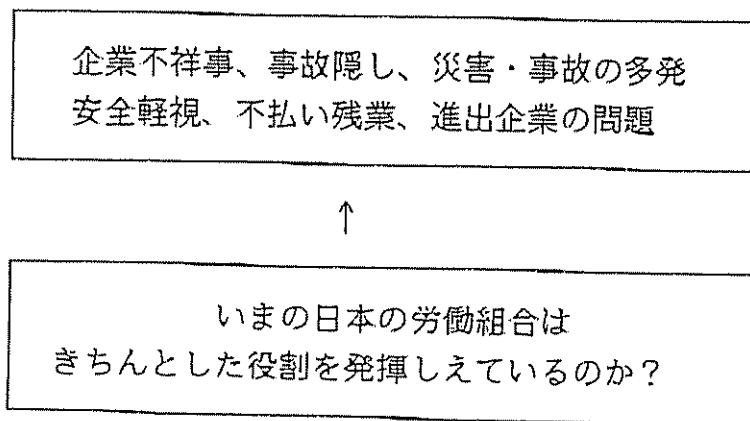 企業不祥事、事故隠し、災害・事故の多発
安全軽視、不払い残業、進出企業の問題
↑
いまの日本の労働組合は
きちんとした役割を発揮しえているのか?